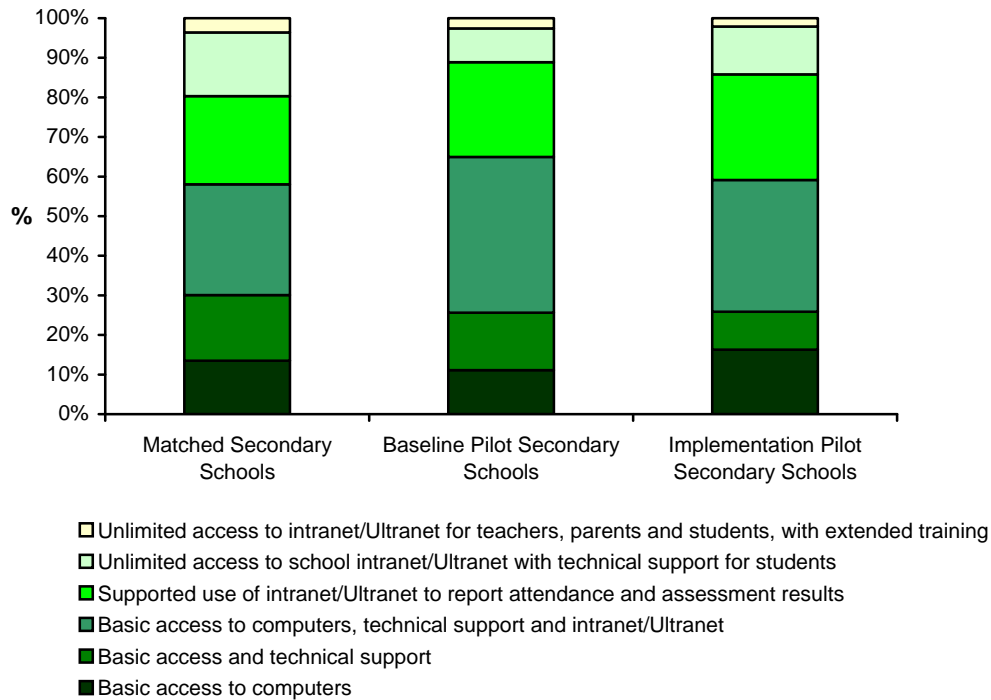 100%
90%
80%
70%
60%
% 50%
40%
30%
20%
10%
0%
Matched Secondary
Schools
Baseline Pilot Secondary
Schools
Implementation Pilot
Secondary Schools
Unlimited access to intranet/Ultranet for teachers, parents and students, with extended training
Unlimited access to school intranet/Ultranet with technical support for students
Supported use of intranet/Ultranet to report attendance and assessment results
Basic access to computers, technical support and intranet/Ultranet
Basic access and technical support
Basic access to computers